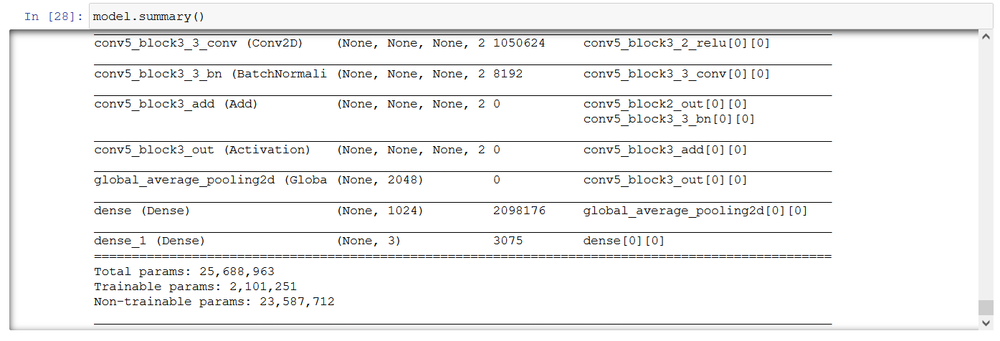 In [28]: model.summary()
conv5_block3_3_conv (Conv2D) (None, None, None, 2 1050624 conv5_block3_2_relu[0][0]
conv5_block3_3_bn (BatchNormali (None, None, None, 2 8192 conv5_block3_3_conv[0][0]
conv5_block3_add (Add) (None, None, None, 2 0 conv5_block2_out[0][0]
conv5_block3_3_bn[0][0]
conv5_block3_out (Activation) (None, None, None, 2 0 conv5_block3_add[0][0]
global_average_pooling2d (Globa (None, 2048) 0 conv5_block3_out[0][0]
dense (Dense) (None, 1024) 2098176 global_average_pooling2d[0][0]
dense_1 (Dense) (None, 3) 3075 dense[0][0]
Total params: 25,688,963
Trainable params: 2,101,251
Non-trainable params: 23,587,712